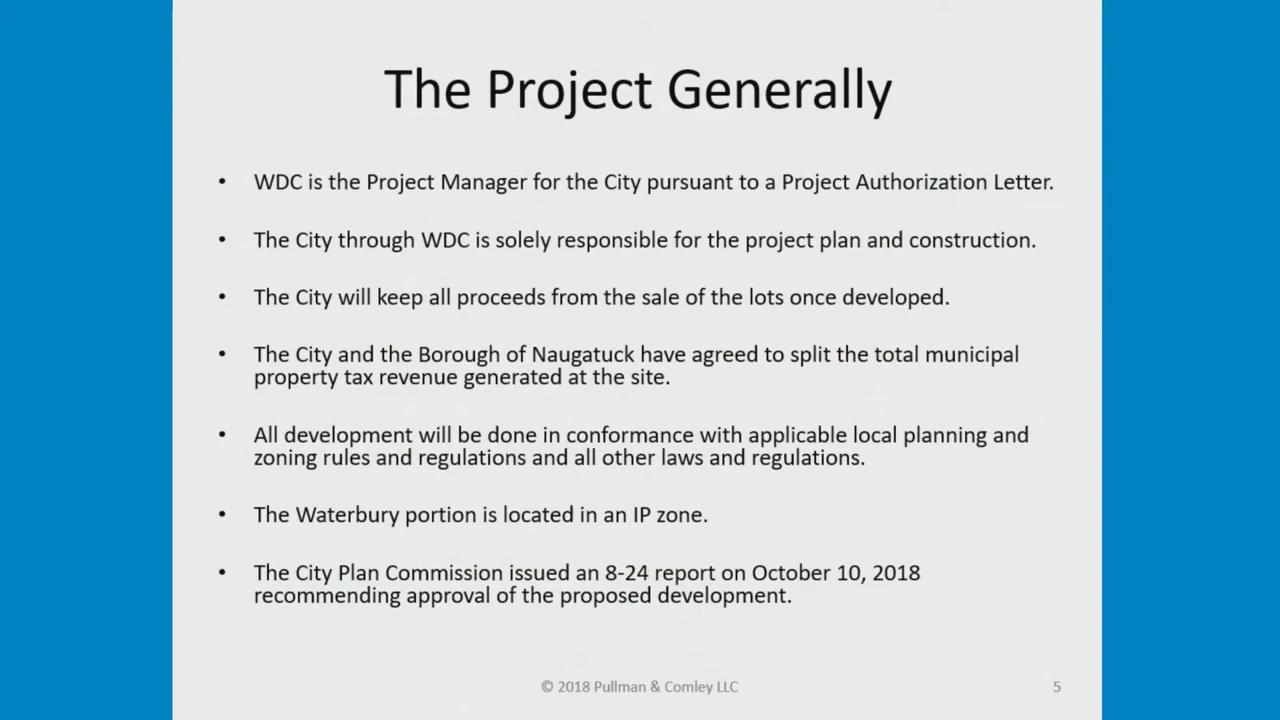 The Project Generally
• WDC is the Project Manager for the City pursuant to a Project Authorization Letter.
• The City through WDC is solely responsible for the project plan and construction.
• The City will keep all proceeds from the sale of the lots once developed.
• The City and the Borough of Naugatuck have agreed to split the total municipal
property tax revenue generated at the site.
• All development will be done in conformance with applicable local planning and
zoning rules and regulations and all other laws and regulations.
• The Waterbury portion is located in an IP zone.
• The City Plan Commission issued an 8-24 report on October 10, 2018
recommending approval of the proposed development.
© 2018 Pullman & Comley LLC
5